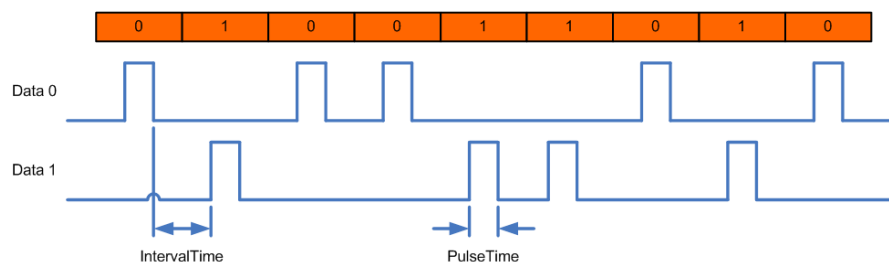 0 1 0 0 1 1 0 1 0
Data 0
Data 1
IntervalTime PulseTime